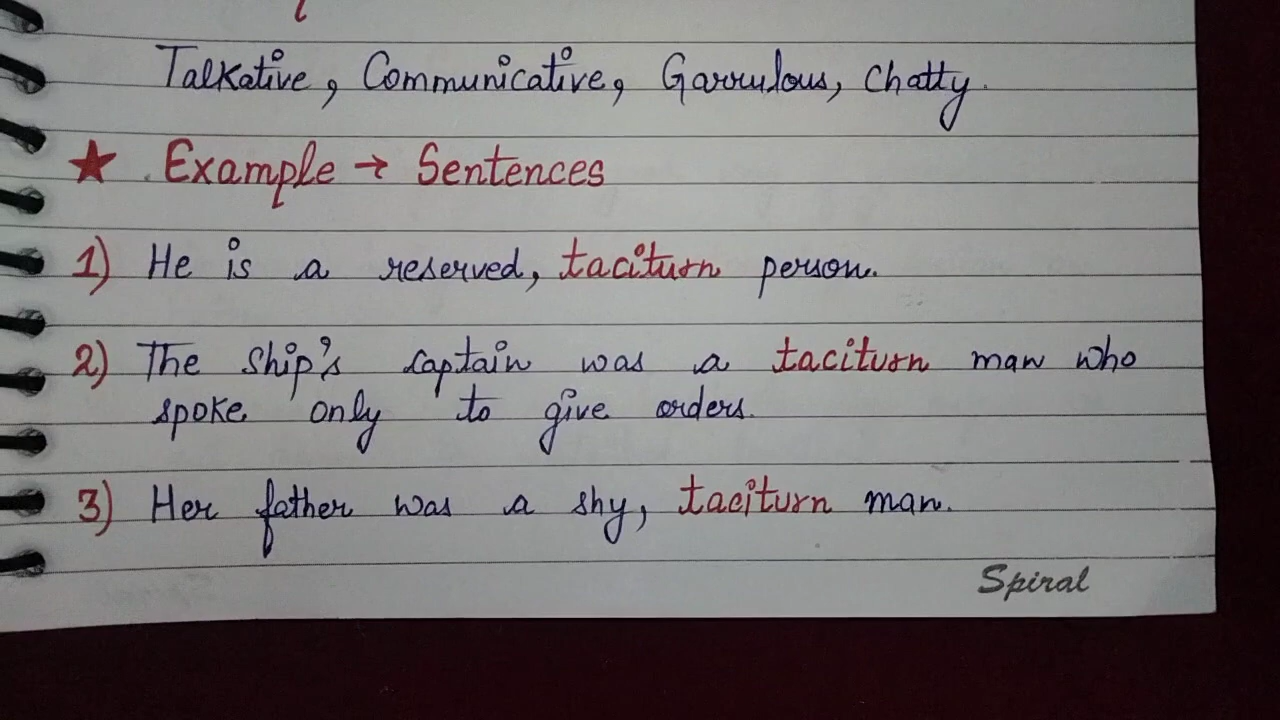 Talkative, Communicative, Garrulous, Chatty.
★ Example → Sentences
1) He is a reserved, taciturn person.
2) The ship's captain was a taciturn man who
spoke only to give orders.
3) Her father was a shy, taciturn man.
Spiral